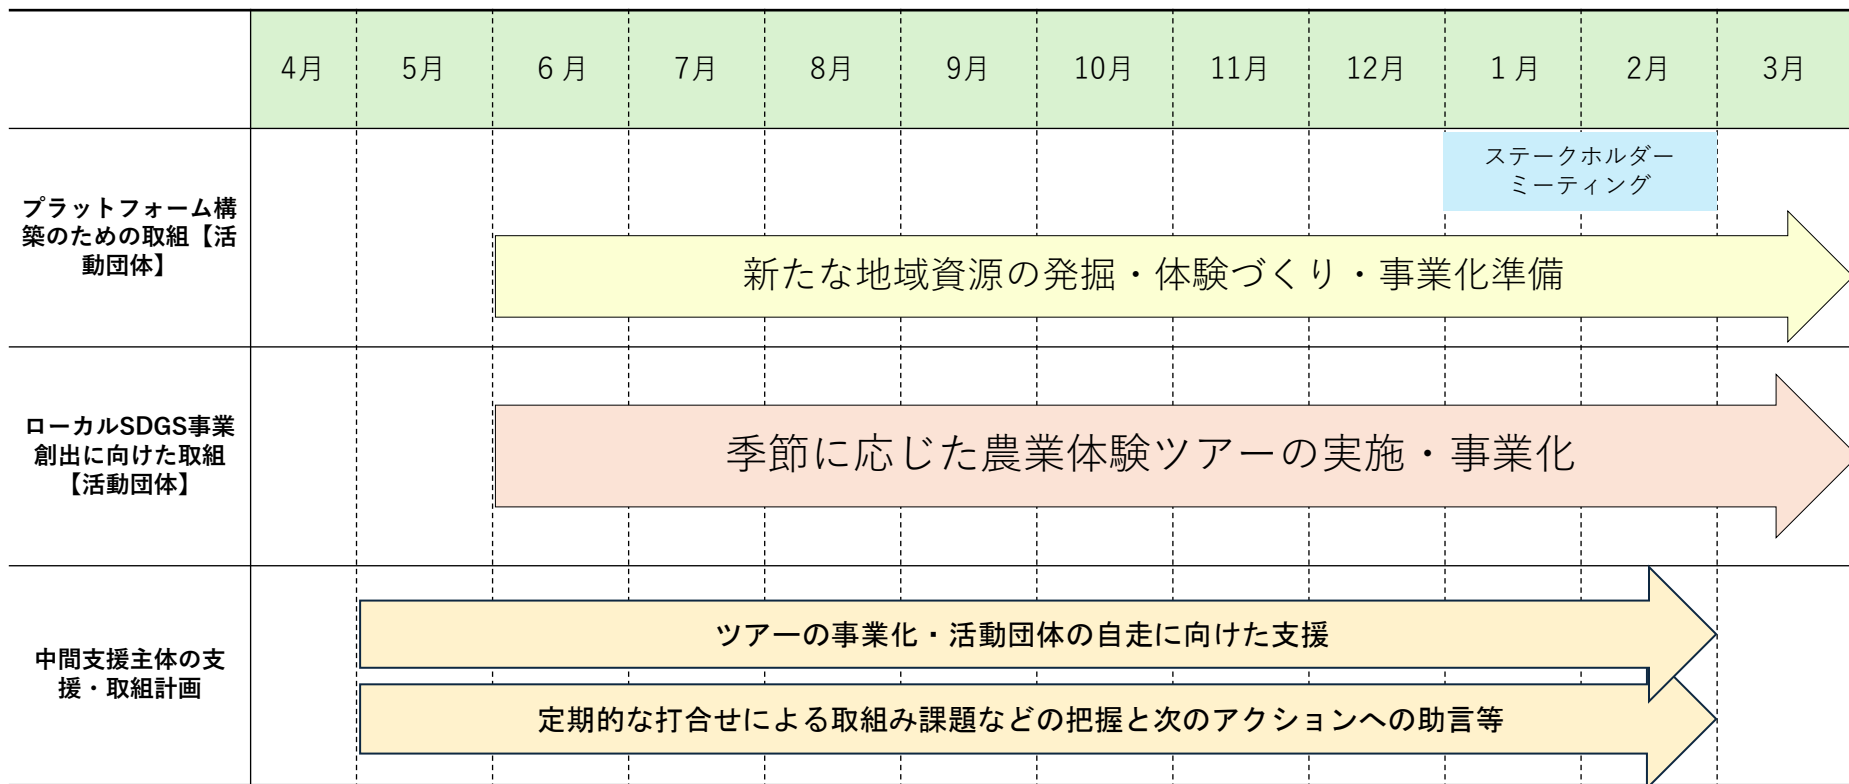 4月 5月 6 月 7月 8月 9月 10月 11月 12月 1 月 2月 3月
プラットフォーム構
築のための取組【活
動団体】
ステークホルダー
ミーティング
新たな地域資源の発掘・体験づくり・事業化準備
ローカルSDGS事業
創出に向けた取組
【活動団体】
季節に応じた農業体験ツアーの実施・事業化
中間支援主体の支
援・取組計画
ツアーの事業化・活動団体の自走に向けた支援
定期的な打合せによる取組み課題などの把握と次のアクションへの助言等